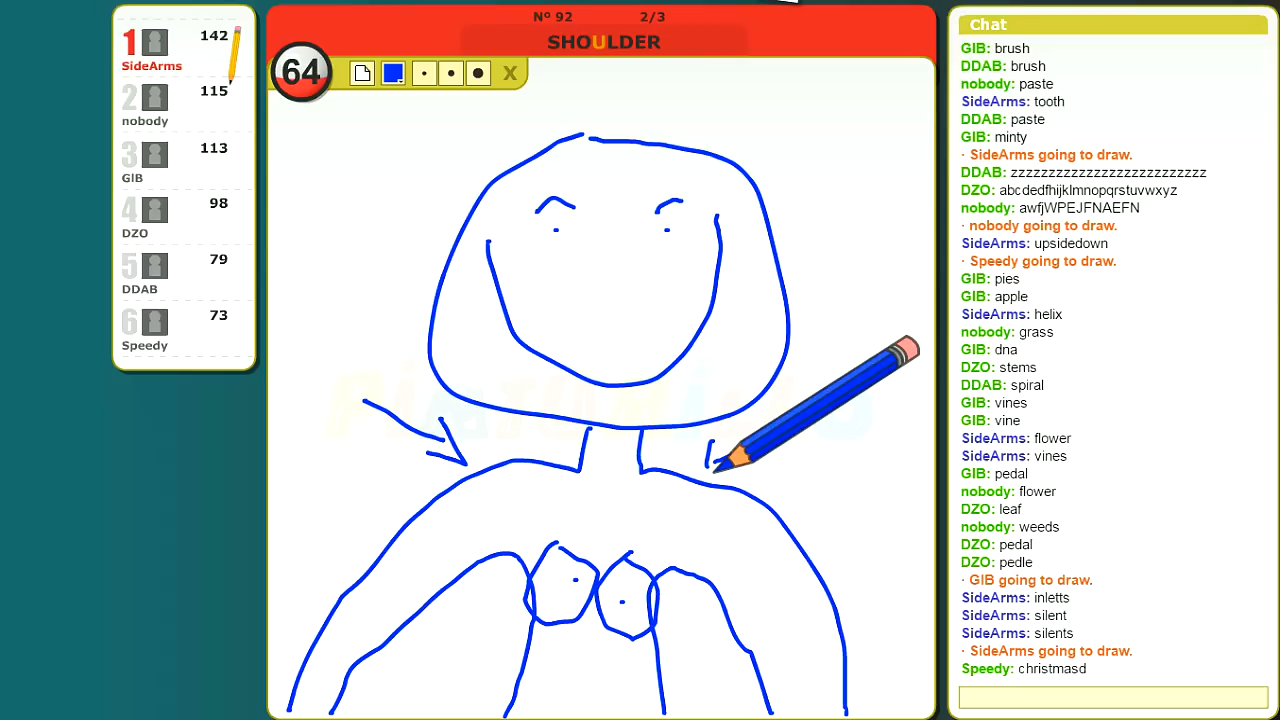 1 142
SideArms
2 115
nobody
3 113
GIB
4 98
DZO
5 79
DDAB
6 73
Speedy
Nº 92 2/3
SHOULDER
64
X
Chat
GIB: brush
DDAB: brush
nobody: paste
SideArms: tooth
DDAB: paste
GIB: minty
· SideArms going to draw.
DDAB: zzzzzzzzzzzzzzzzzzzzzzzzzz
DZO: abcdedfhijklmnopqrstuvwxyz
nobody: awfjWPEJFNAEFN
· nobody going to draw.
SideArms: upsidedown
· Speedy going to draw.
GIB: pies
GIB: apple
SideArms: helix
nobody: grass
GIB: dna
DZO: stems
DDAB: spiral
GIB: vines
GIB: vine
SideArms: flower
SideArms: vines
GIB: pedal
nobody: flower
DZO: leaf
nobody: weeds
DZO: pedal
DZO: pedle
· GIB going to draw.
SideArms: inletts
SideArms: silent
SideArms: silents
· SideArms going to draw.
Speedy: christmasd